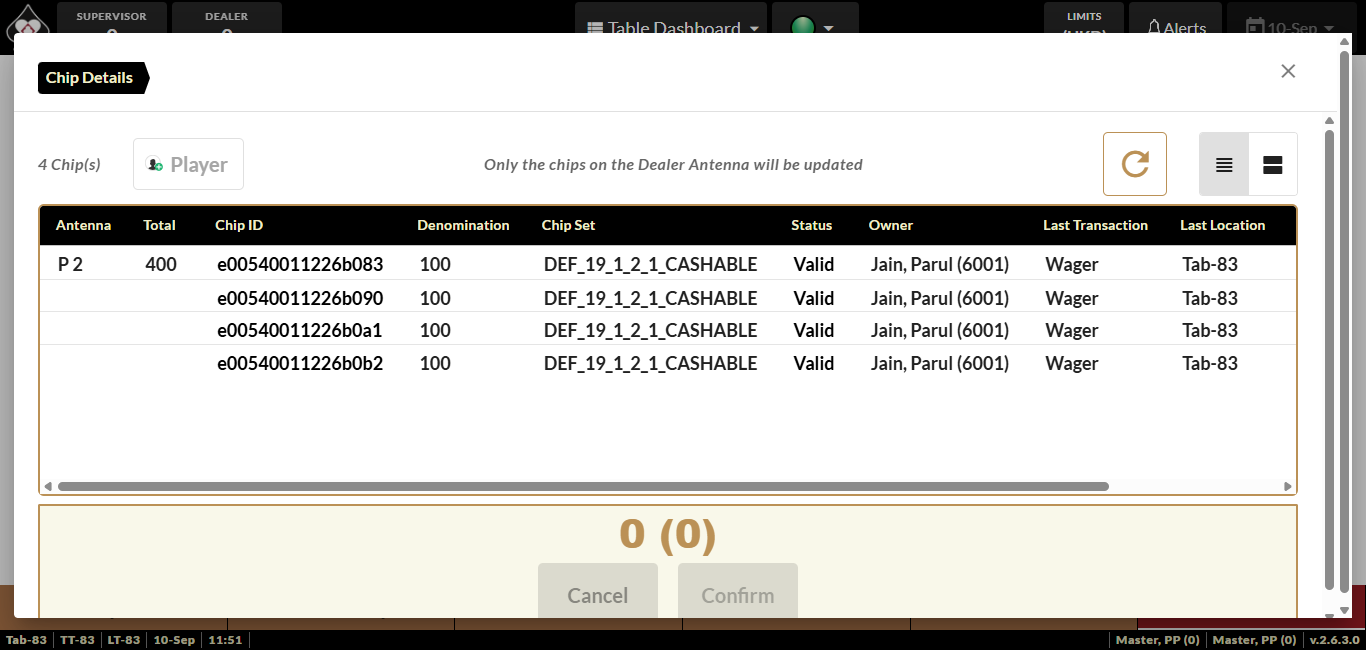 SUPERVISOR DEALER Table Dashboard LIMITS Alerts 10-Sep
Chip Details
4 Chip(s) Player Only the chips on the Dealer Antenna will be updated
Antenna Total Chip ID Denomination Chip Set Status Owner Last Transaction Last Location
P 2 400 e00540011226b083 100 DEF_19_1_2_1_CASHABLE Valid Jain, Parul (6001) Wager Tab-83
e00540011226b090 100 DEF_19_1_2_1_CASHABLE Valid Jain, Parul (6001) Wager Tab-83
e00540011226b0a1 100 DEF_19_1_2_1_CASHABLE Valid Jain, Parul (6001) Wager Tab-83
e00540011226b0b2 100 DEF_19_1_2_1_CASHABLE Valid Jain, Parul (6001) Wager Tab-83
0 (0)
Cancel Confirm
Tab-83 TT-83 LT-83 10-Sep 11:51 Master, PP (0) Master, PP (0) v.2.6.3.0